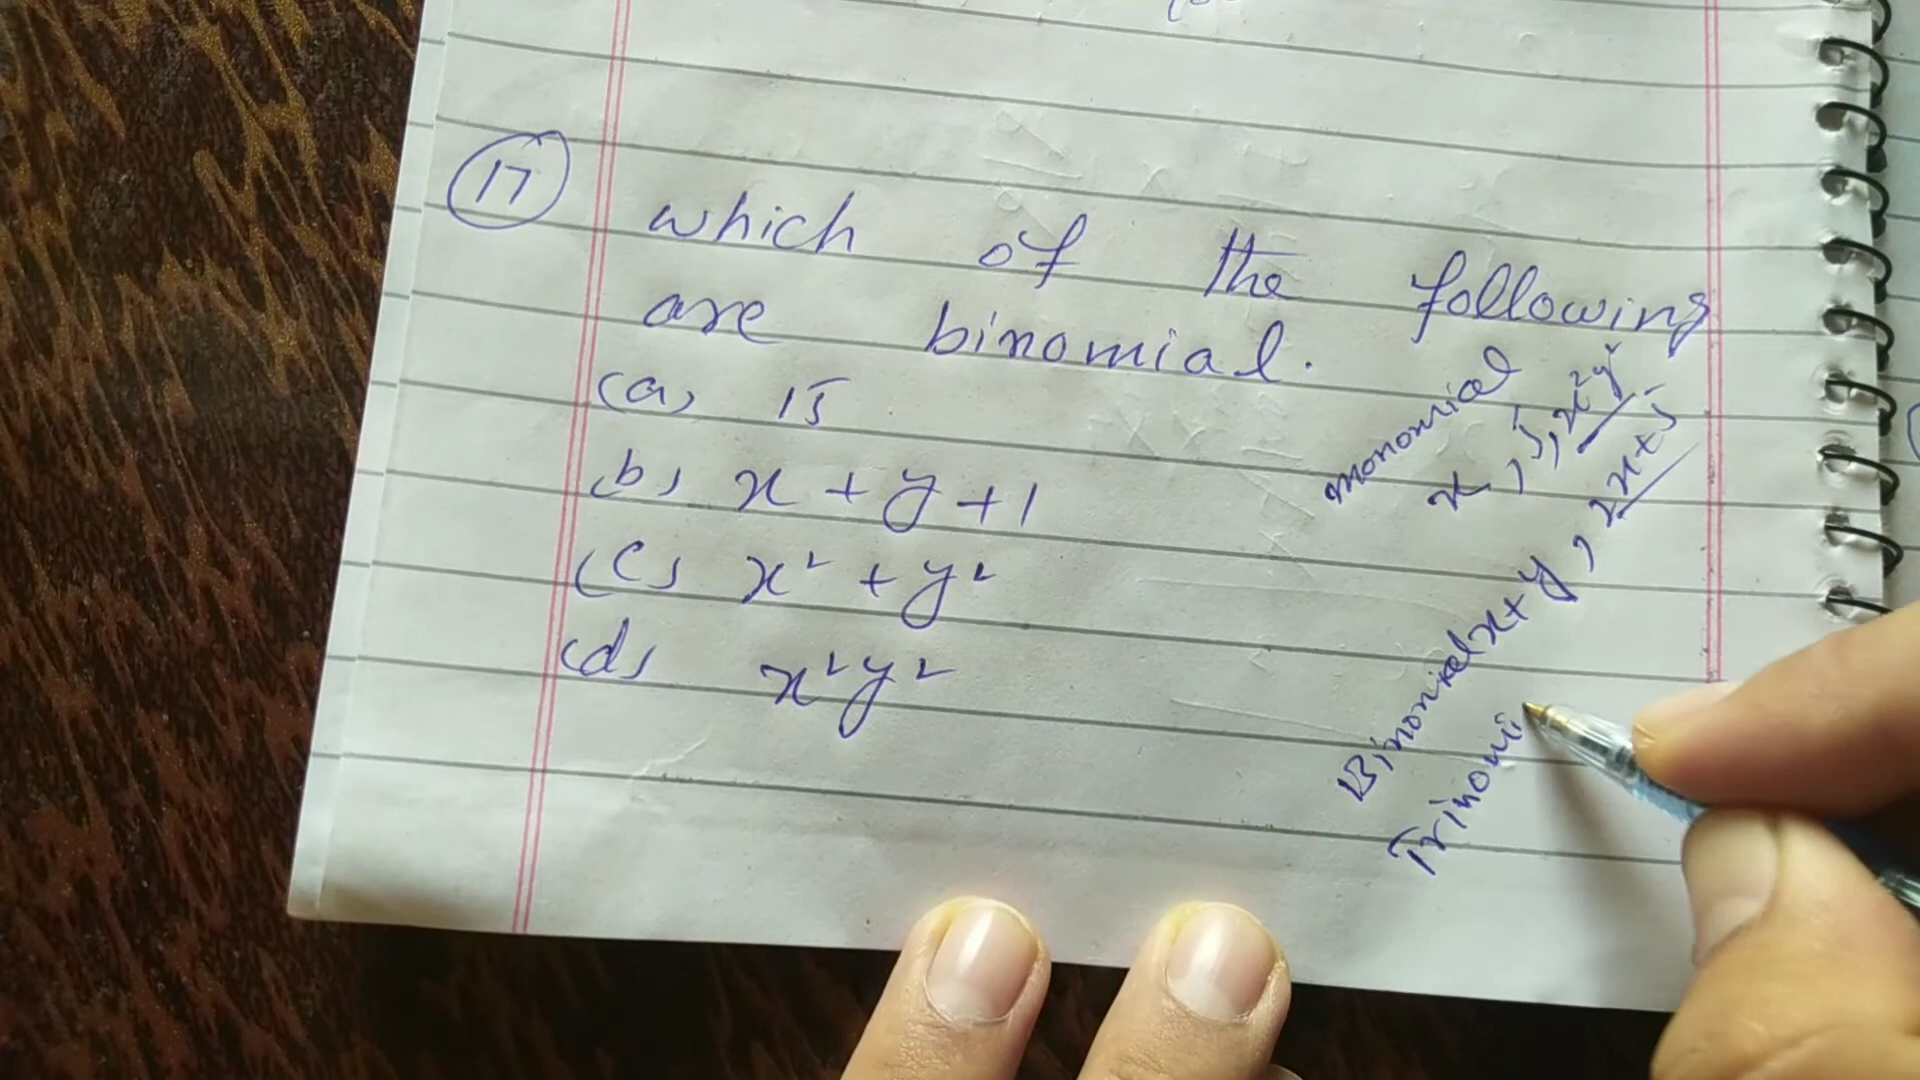 17 which of the following
are binomial.
(a) 15
(b) x + y + 1
(c) x² + y²
(d) x²y²
monomial
x, 5, x²y²
Binomial x + y, 2x+5
Trinomi